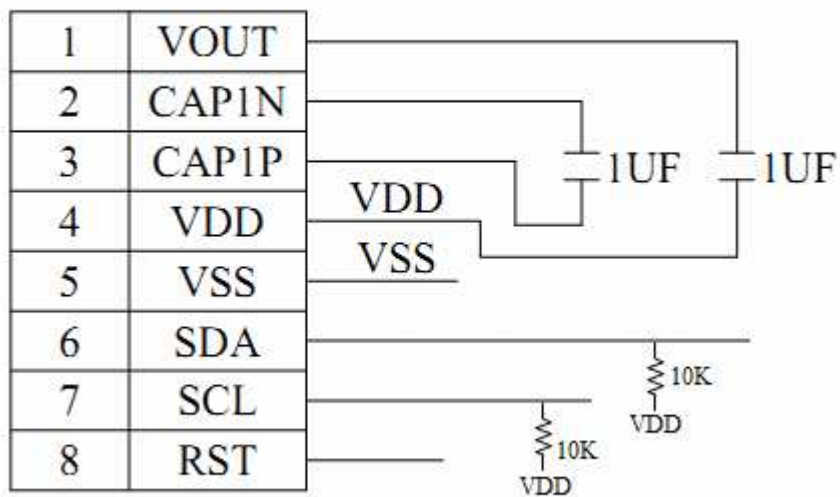 1 VOUT
2 CAP1N
3 CAP1P 1UF 1UF
4 VDD VDD
5 VSS VSS
6 SDA
10K
7 SCL
VDD
8 RST 10K
VDD